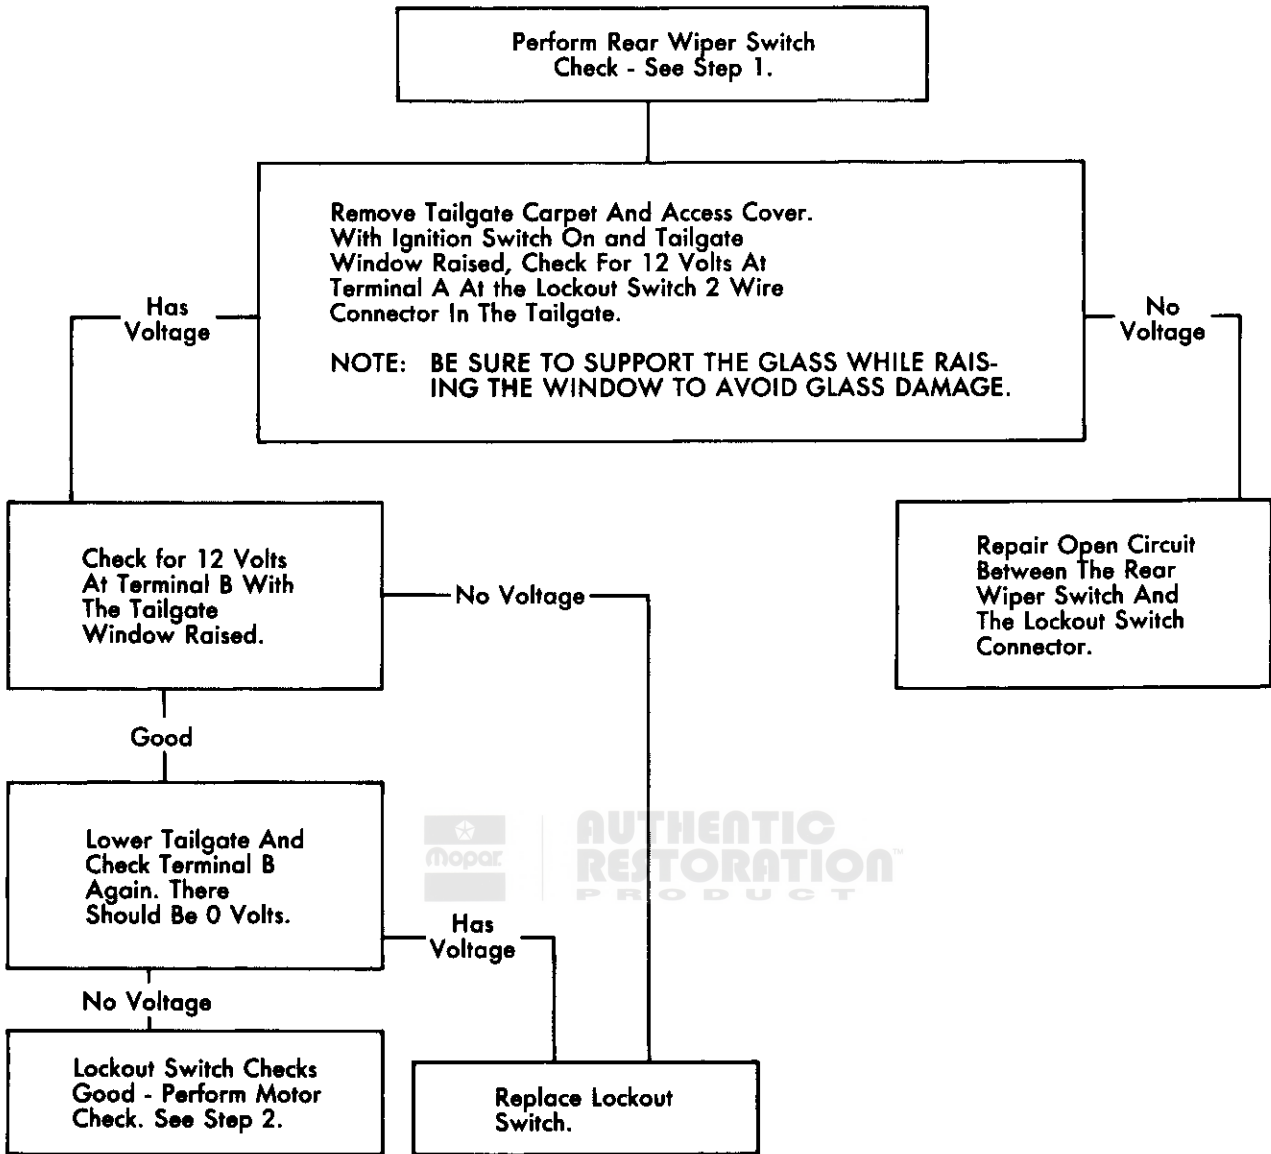 Perform Rear Wiper Switch
Check - See Step 1.
Remove Tailgate Carpet And Access Cover.
With Ignition Switch On and Tailgate
Window Raised, Check For 12 Volts At
Terminal A At the Lockout Switch 2 Wire
Connector In The Tailgate.
NOTE: BE SURE TO SUPPORT THE GLASS WHILE RAIS-
ING THE WINDOW TO AVOID GLASS DAMAGE.
Has
Voltage
No
Voltage
Check for 12 Volts
At Terminal B With
The Tailgate
Window Raised.
No Voltage
Repair Open Circuit
Between The Rear
Wiper Switch And
The Lockout Switch
Connector.
Good
Lower Tailgate And
Check Terminal B
Again. There
Should Be 0 Volts.
Mopar
AUTHENTIC
RESTORATION™
PRODUCT
Has
Voltage
No Voltage
Lockout Switch Checks
Good - Perform Motor
Check. See Step 2.
Replace Lockout
Switch.